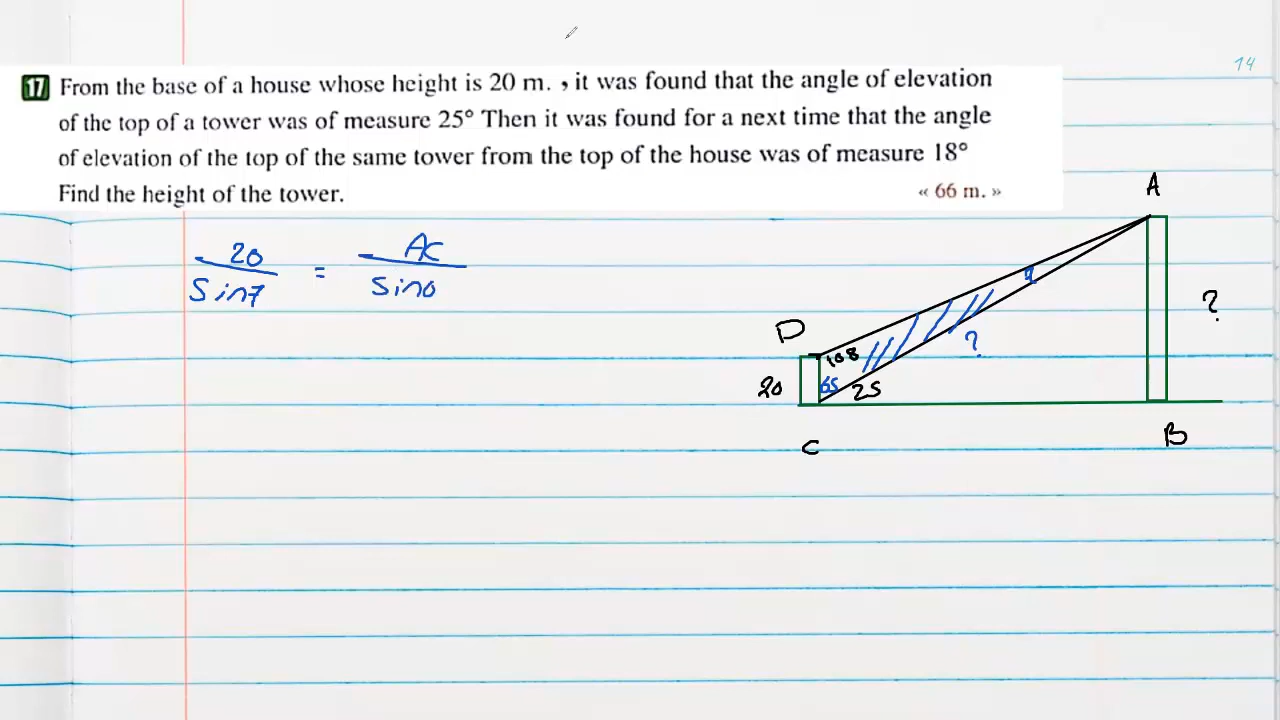 14
17 From the base of a house whose height is 20 m. , it was found that the angle of elevation
of the top of a tower was of measure 25° Then it was found for a next time that the angle
of elevation of the top of the same tower from the top of the house was of measure 18°
Find the height of the tower. « 66 m. »
20 / Sin7 = AC / Sin0
A
?
D
108
?
20
65
25
C
B